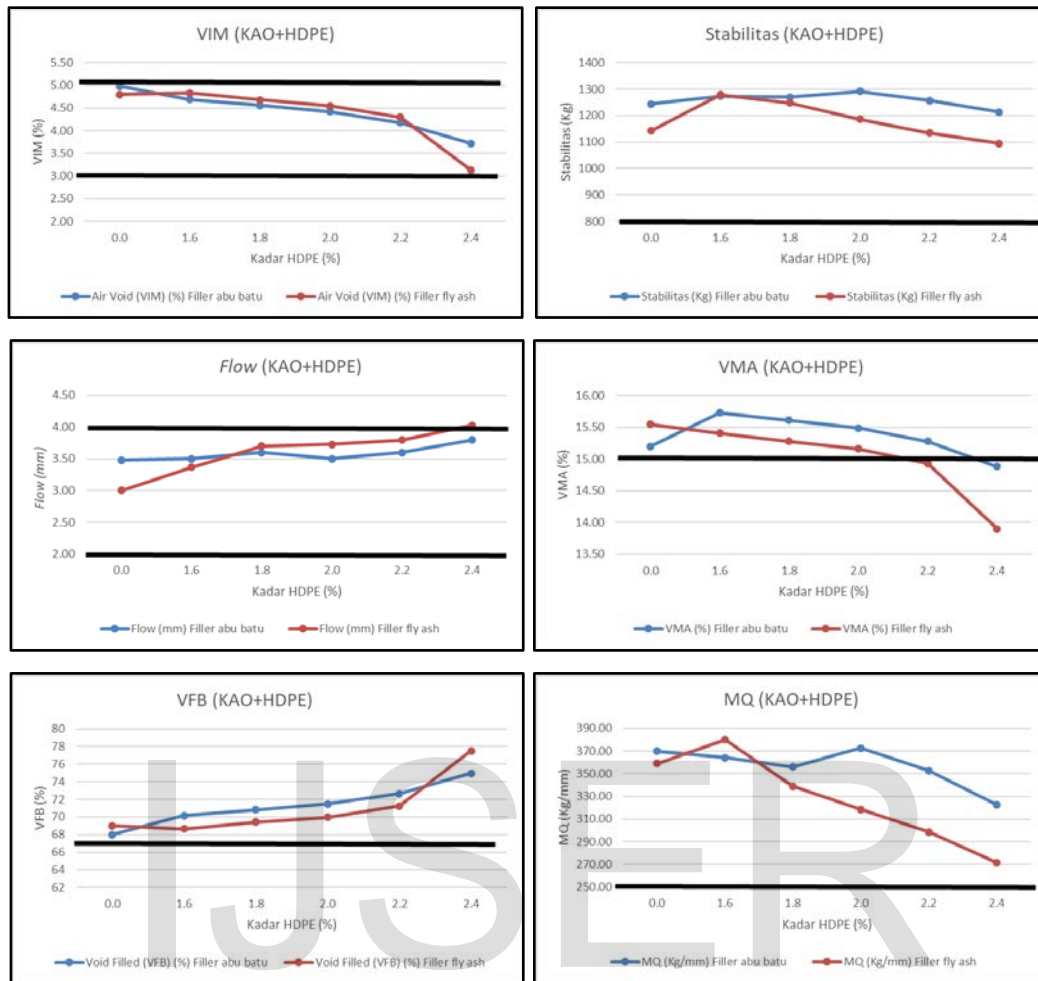 VIM (KAO+HDPE)
5.50
5.00
4.50
4.00
3.50
3.00
2.50
2.00
VIM (%)
0.0 1.6 1.8 2.0 2.2 2.4
Kadar HDPE (%)
Air Void (VIM) (%) Filler abu batu Air Void (VIM) (%) Filler fly ash
Stabilitas (KAO+HDPE)
1400
1300
1200
1100
1000
900
800
Stabilitas (Kg)
0.0 1.6 1.8 2.0 2.2 2.4
Kadar HDPE (%)
Stabilitas (Kg) Filler abu batu Stabilitas (Kg) Filler fly ash
Flow (KAO+HDPE)
4.50
4.00
3.50
3.00
2.50
2.00
Flow (mm)
0.0 1.6 1.8 2.0 2.2 2.4
Kadar HDPE (%)
Flow (mm) Filler abu batu Flow (mm) Filler fly ash
VMA (KAO+HDPE)
16.00
15.50
15.00
14.50
14.00
13.50
VMA (%)
0.0 1.6 1.8 2.0 2.2 2.4
Kadar HDPE (%)
VMA (%) Filler abu batu VMA (%) Filler fly ash
VFB (KAO+HDPE)
80
78
76
74
72
70
68
66
64
62
VFB (%)
0.0 1.6 1.8 2.0 2.2 2.4
Kadar HDPE (%)
Void Filled (VFB) (%) Filler abu batu Void Filled (VFB) (%) Filler fly ash
MQ (KAO+HDPE)
390.00
370.00
350.00
330.00
310.00
290.00
270.00
250.00
MQ (Kg/mm)
0.0 1.6 1.8 2.0 2.2 2.4
Kadar HDPE (%)
MQ (Kg/mm) Filler abu batu MQ (Kg/mm) Filler fly ash
IJSER